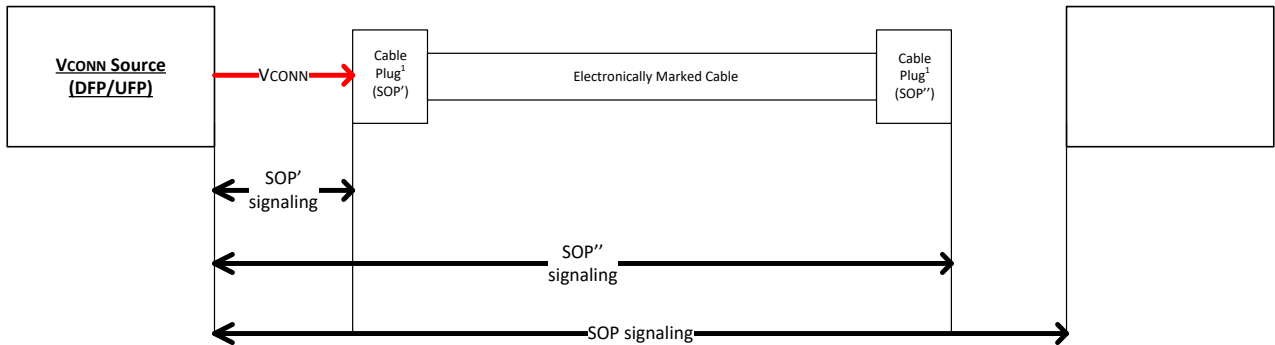 VCONN Source
(DFP/UFP)
VCONN
Cable
Plug¹
(SOP')
Electronically Marked Cable
Cable
Plug¹
(SOP'')
SOP'
signaling
SOP''
signaling
SOP signaling